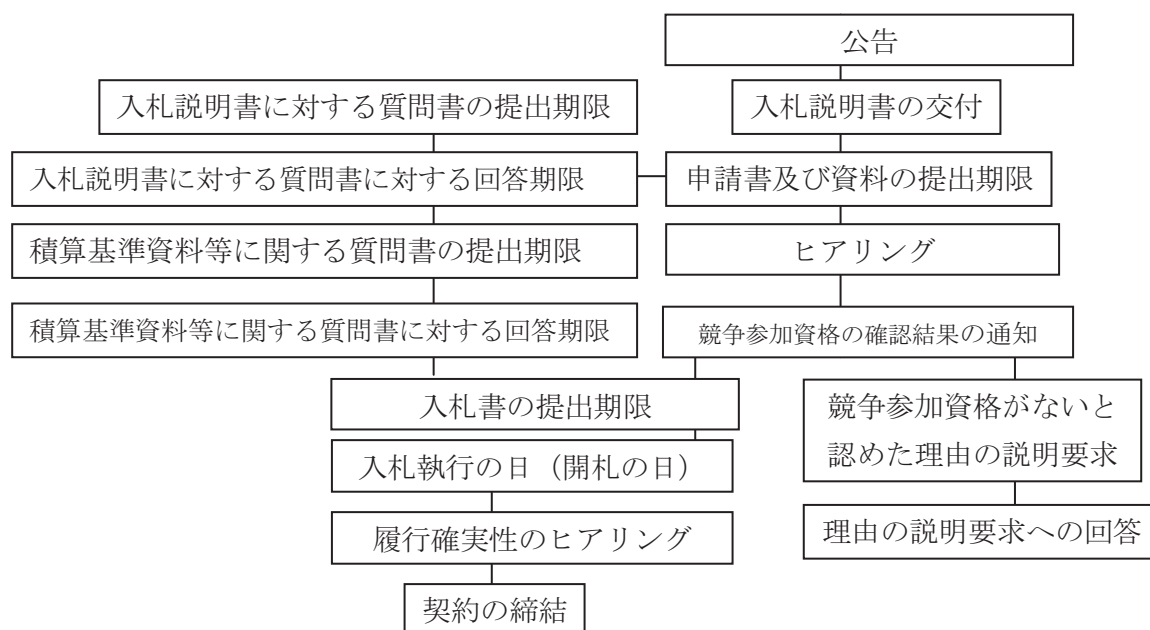 公告
入札説明書に対する質問書の提出期限
入札説明書の交付
入札説明書に対する質問書に対する回答期限
申請書及び資料の提出期限
積算基準資料等に関する質問書の提出期限
ヒアリング
積算基準資料等に関する質問書に対する回答期限
競争参加資格の確認結果の通知
入札書の提出期限
競争参加資格がないと
認めた理由の説明要求
入札執行の日（開札の日）
理由の説明要求への回答
履行確実性のヒアリング
契約の締結